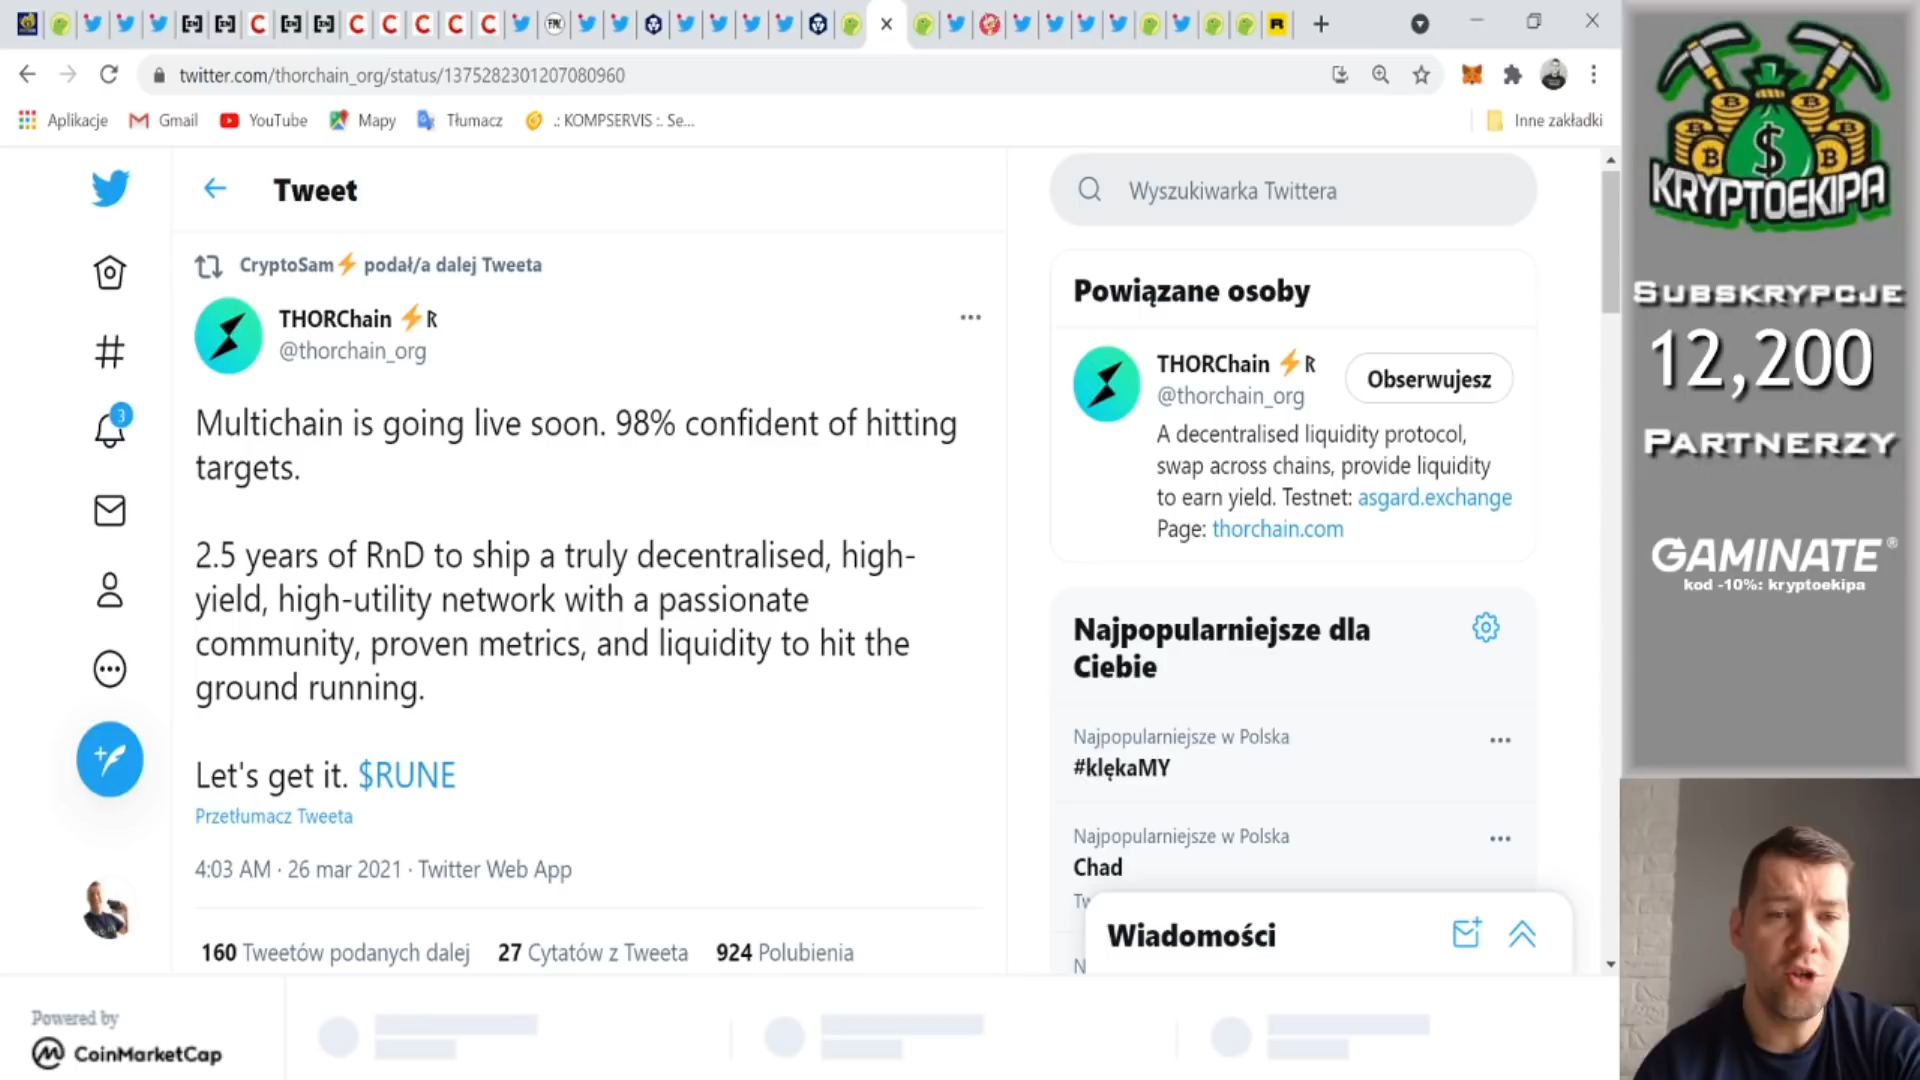 twitter.com/thorchain_org/status/1375282301207080960
Aplikacje
Gmail
YouTube
Mapy
Tłumacz
.: KOMPSERVIS :. Se...
Inne zakładki
Tweet
CryptoSam⚡ podał/a dalej Tweeta
THORChain ⚡ᚱ
@thorchain_org
Multichain is going live soon. 98% confident of hitting
targets.
2.5 years of RnD to ship a truly decentralised, high-
yield, high-utility network with a passionate
community, proven metrics, and liquidity to hit the
ground running.
Let's get it. $RUNE
Przetłumacz Tweeta
4:03 AM · 26 mar 2021 · Twitter Web App
160 Tweetów podanych dalej 27 Cytatów z Tweeta 924 Polubienia
3
Wyszukiwarka Twittera
Powiązane osoby
THORChain ⚡ᚱ
@thorchain_org
Obserwujesz
A decentralised liquidity protocol,
swap across chains, provide liquidity
to earn yield. Testnet: asgard.exchange
Page: thorchain.com
Najpopularniejsze dla
Ciebie
Najpopularniejsze w Polska
#klękaMY
Najpopularniejsze w Polska
Chad
Tw
Wiadomości
N
Powered by
CoinMarketCap
KRYPTOEKIPA
SUBSKRYPCJE
12,200
PARTNERZY
GAMINATE®
kod -10%: kryptoekipa